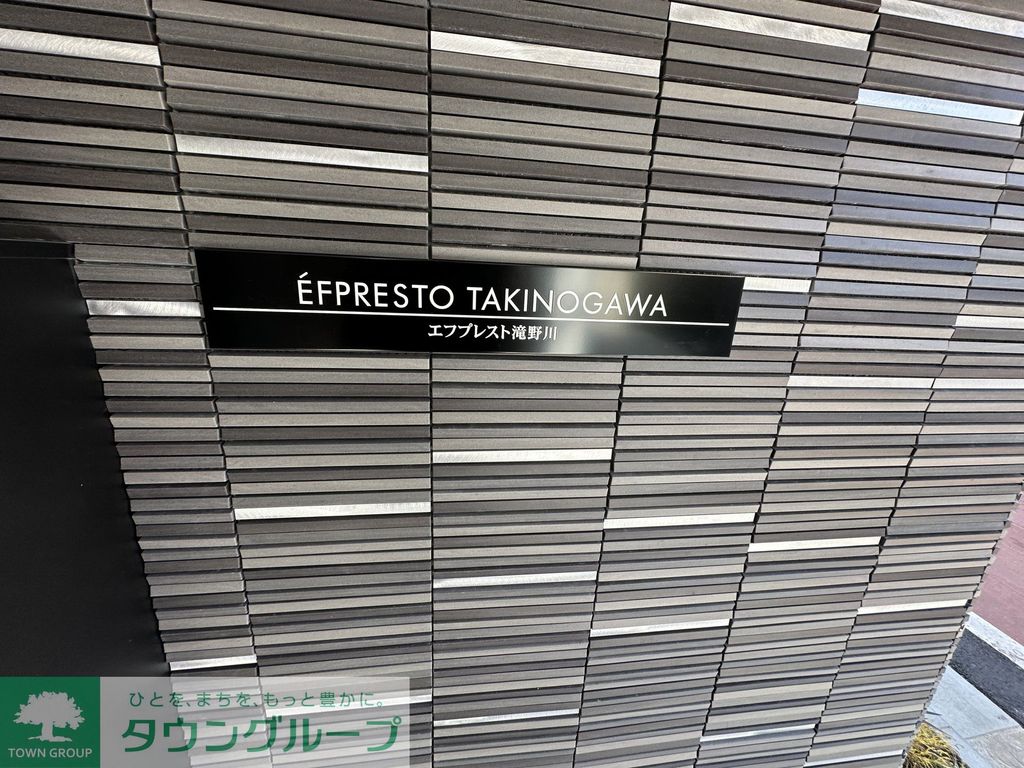 ÉFPRESTO TAKINOGAWA
エフプレスト滝野川
ひとを、まちを、もっと豊かに。
タウングループ
TOWN GROUP